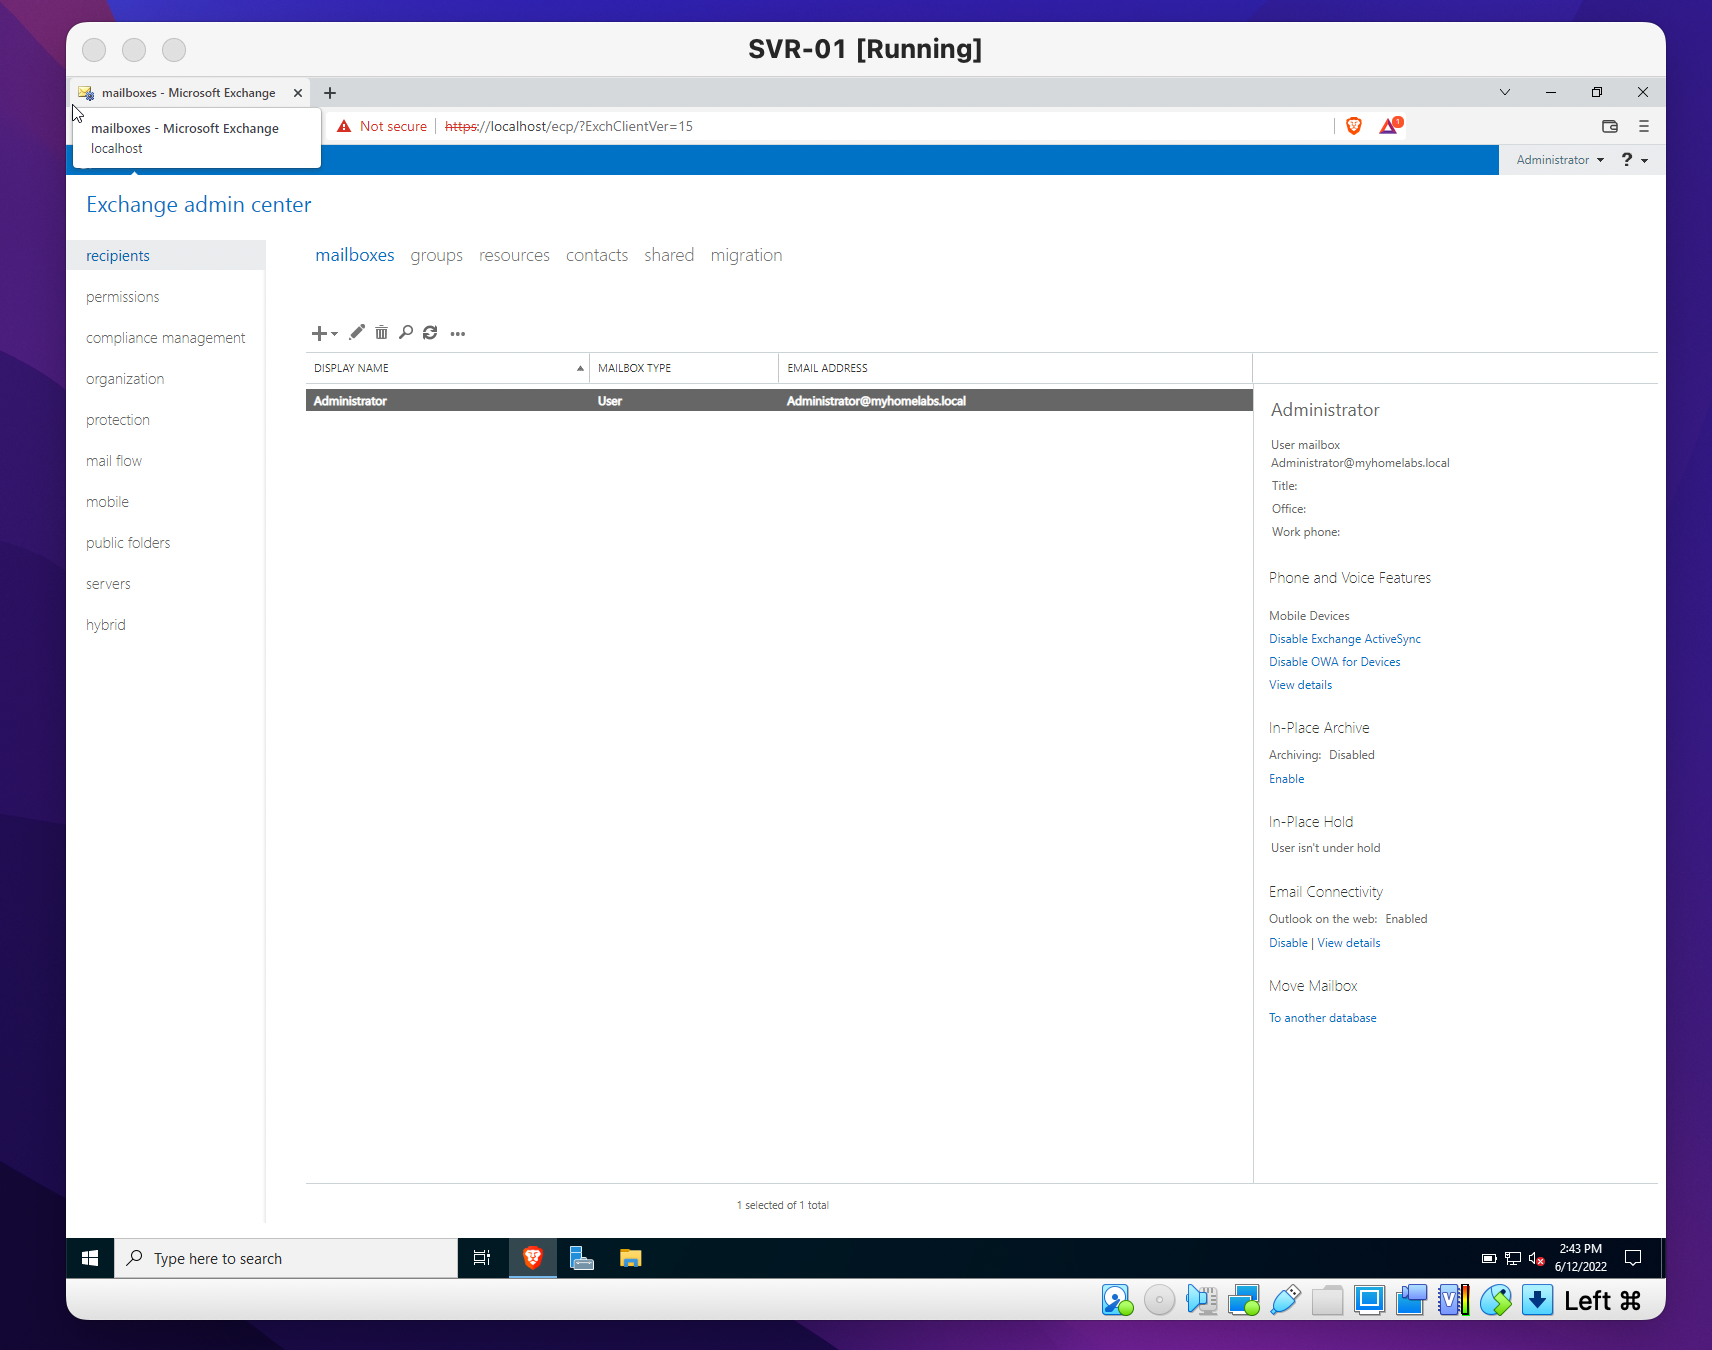 SVR-01 [Running]
mailboxes - Microsoft Exchange
mailboxes - Microsoft Exchange
localhost
Not secure
https://localhost/ecp/?ExchClientVer=15
1
Administrator
?
Exchange admin center
recipients
permissions
compliance management
organization
protection
mail flow
mobile
public folders
servers
hybrid
mailboxes groups resources contacts shared migration
DISPLAY NAME MAILBOX TYPE EMAIL ADDRESS
Administrator User Administrator@myhomelabs.local
1 selected of 1 total
Administrator
User mailbox
Administrator@myhomelabs.local
Title:
Office:
Work phone:
Phone and Voice Features
Mobile Devices
Disable Exchange ActiveSync
Disable OWA for Devices
View details
In-Place Archive
Archiving: Disabled
Enable
In-Place Hold
User isn't under hold
Email Connectivity
Outlook on the web: Enabled
Disable | View details
Move Mailbox
To another database
Type here to search
2:43 PM
6/12/2022
V
Left ⌘